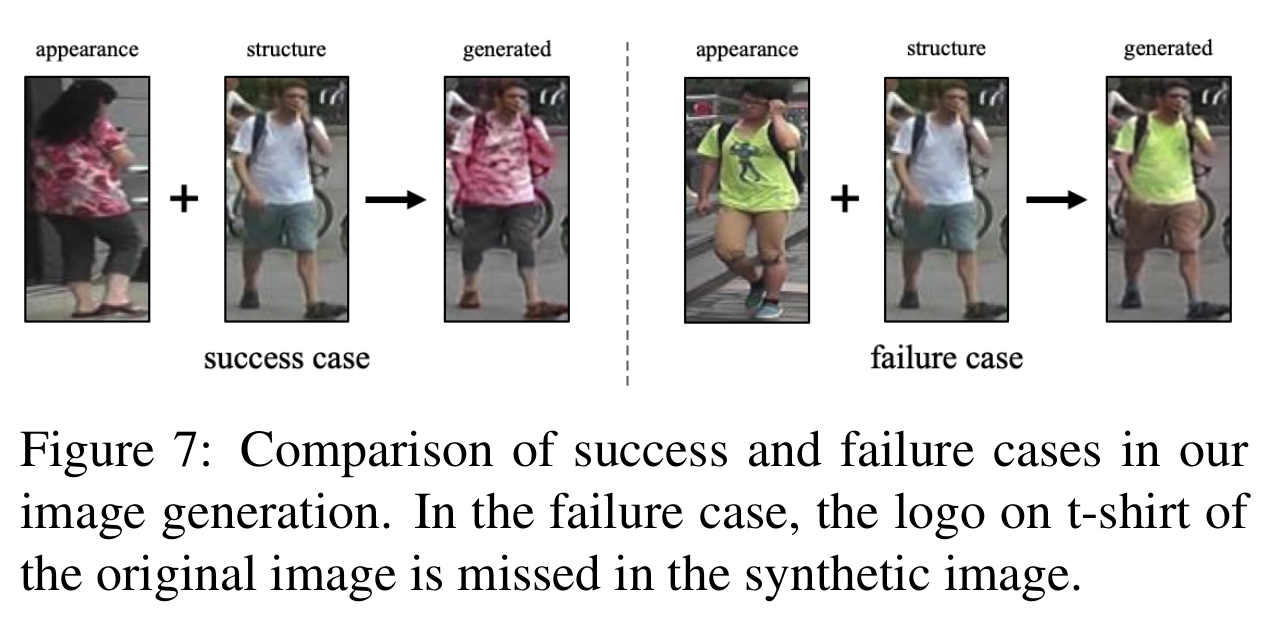 appearance structure generated appearance structure generated
+ → + →
success case failure case
Figure 7: Comparison of success and failure cases in our
image generation. In the failure case, the logo on t-shirt of
the original image is missed in the synthetic image.